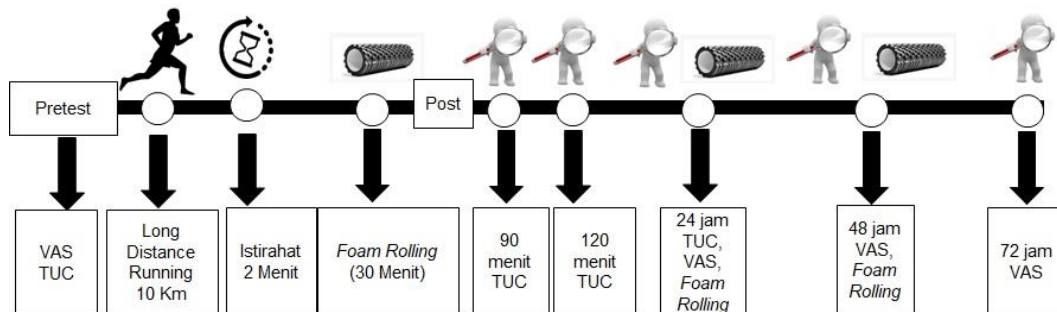 Pretest
Post
VAS
TUC
Long
Distance
Running
10 Km
Istirahat
2 Menit
Foam Rolling
(30 Menit)
90
menit
TUC
120
menit
TUC
24 jam
TUC,
VAS,
Foam
Rolling
48 jam
VAS,
Foam
Rolling
72 jam
VAS